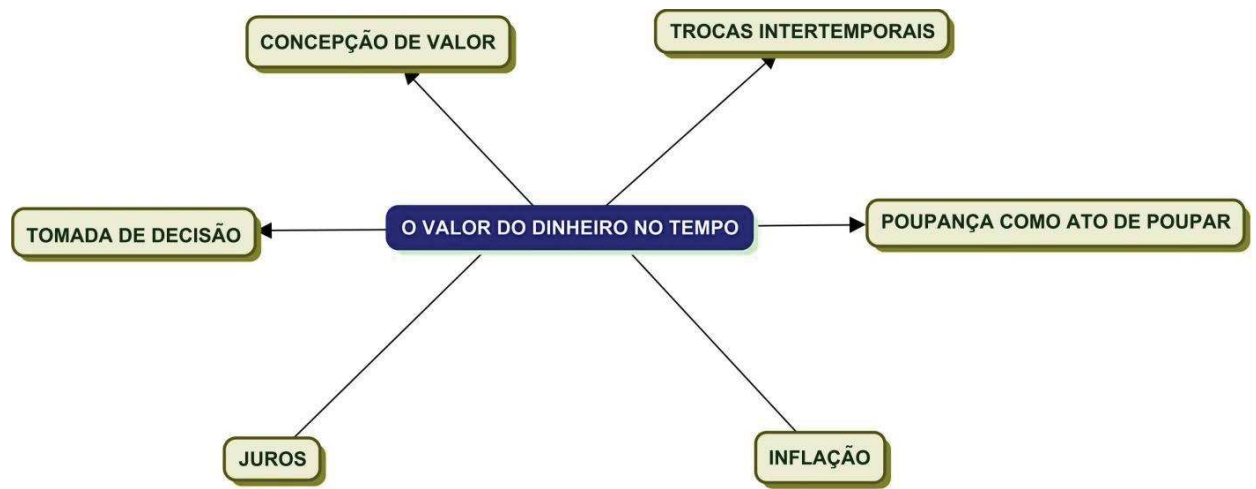 CONCEPÇÃO DE VALOR
TROCAS INTERTEMPORAIS
TOMADA DE DECISÃO
O VALOR DO DINHEIRO NO TEMPO
POUPANÇA COMO ATO DE POUPAR
JUROS
INFLAÇÃO